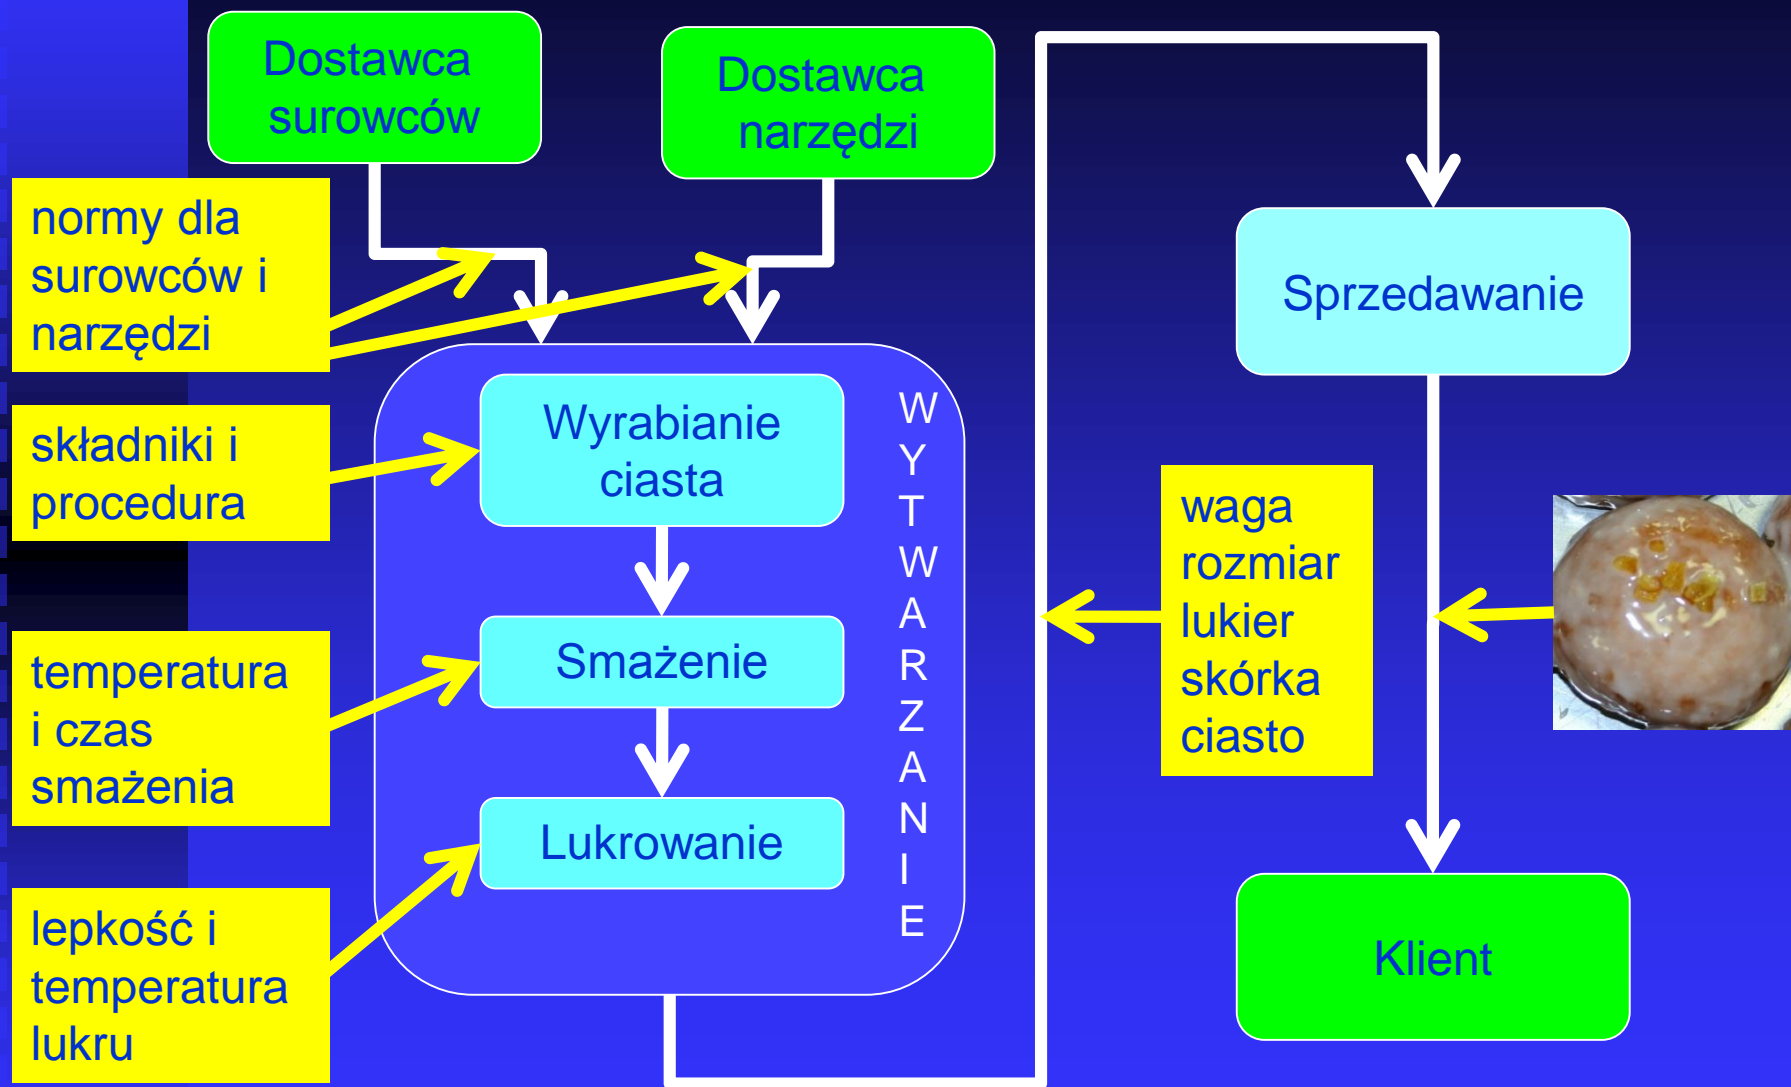 Dostawca
surowców
Dostawca
narzędzi
normy dla
surowców i
narzędzi
Sprzedawanie
składniki i
procedura
Wyrabianie
ciasta
W
Y
T
W
A
R
Z
A
N
I
E
waga
rozmiar
lukier
skórka
ciasto
temperatura
i czas
smażenia
Smażenie
Lukrowanie
lepkość i
temperatura
lukru
Klient